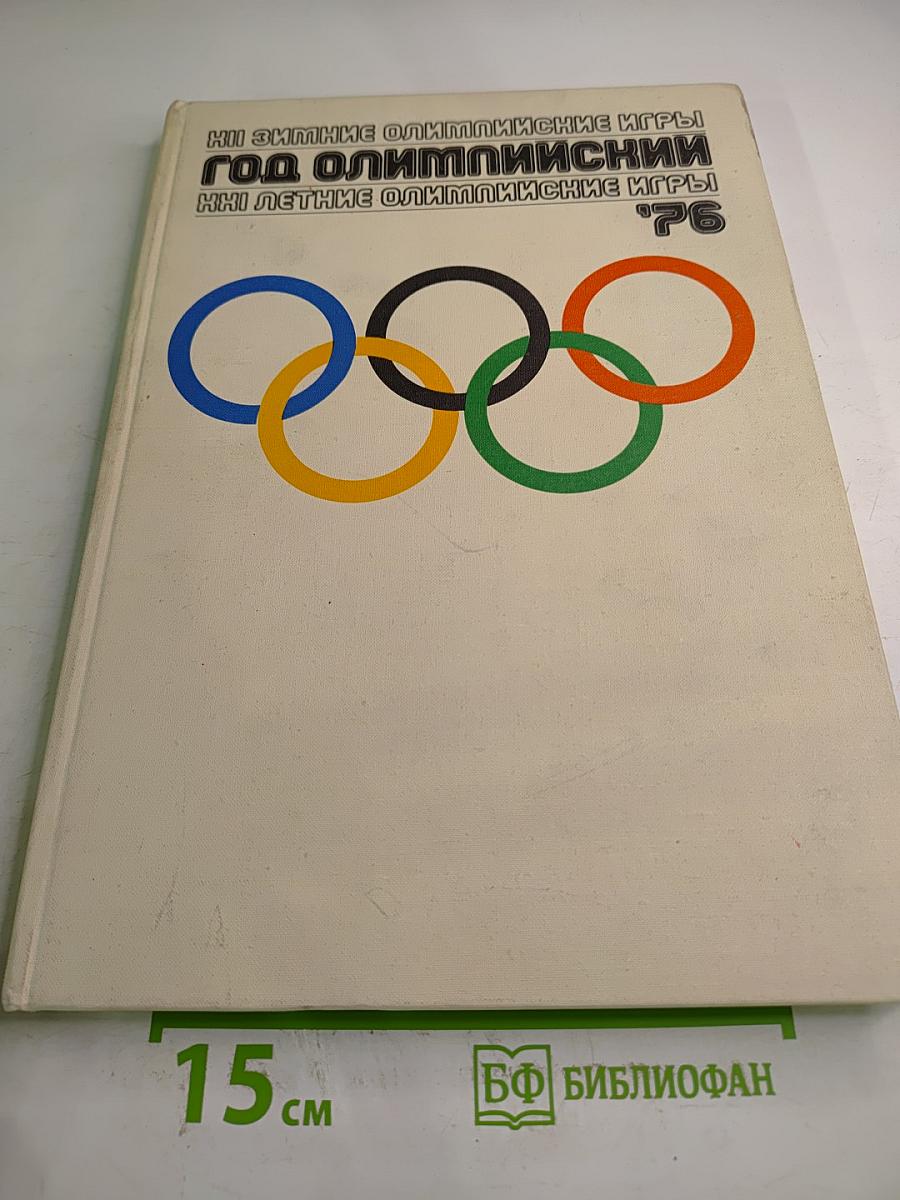 XII ЗИМНИЕ ОЛИМПИЙСКИЕ ИГРЫ
ГОД ОЛИМПИЙСКИЙ
XXI ЛЕТНИЕ ОЛИМПИЙСКИЕ ИГРЫ
'76
15 см
БФ БИБЛИОФАН